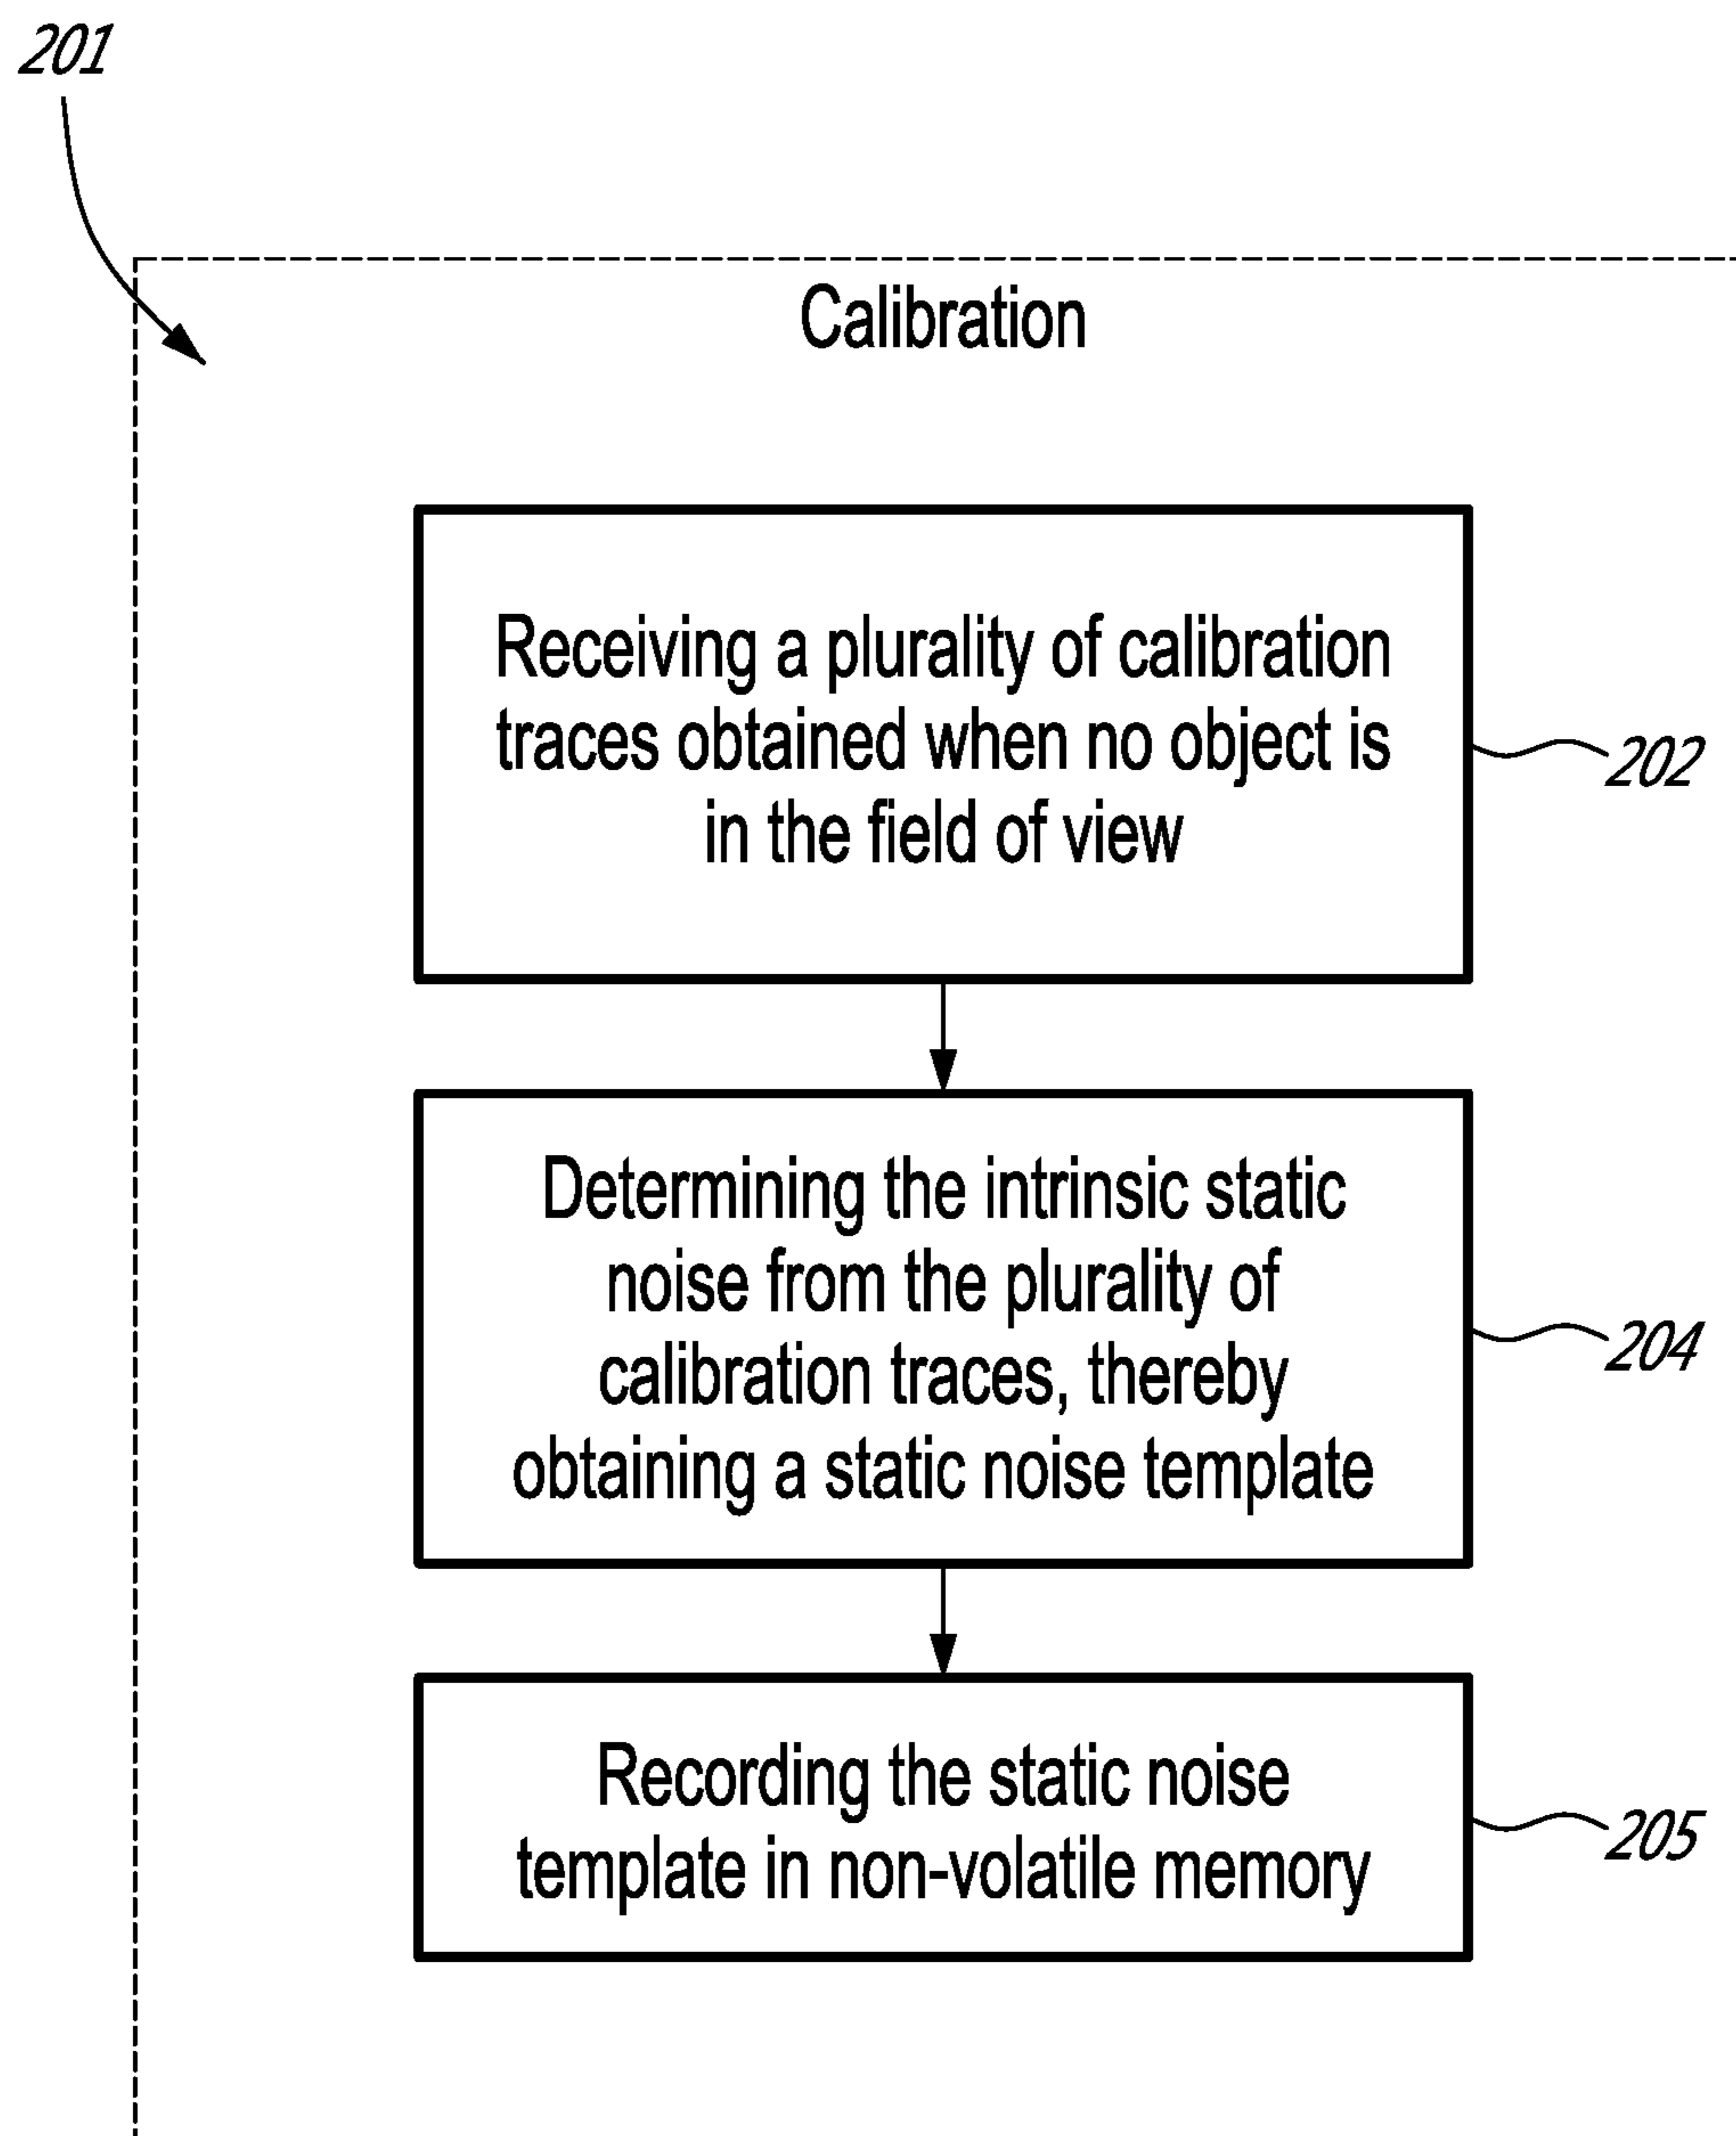 201
Calibration
Receiving a plurality of calibration
traces obtained when no object is
in the field of view
202
Determining the intrinsic static
noise from the plurality of
calibration traces, thereby
obtaining a static noise template
204
Recording the static noise
template in non-volatile memory
205